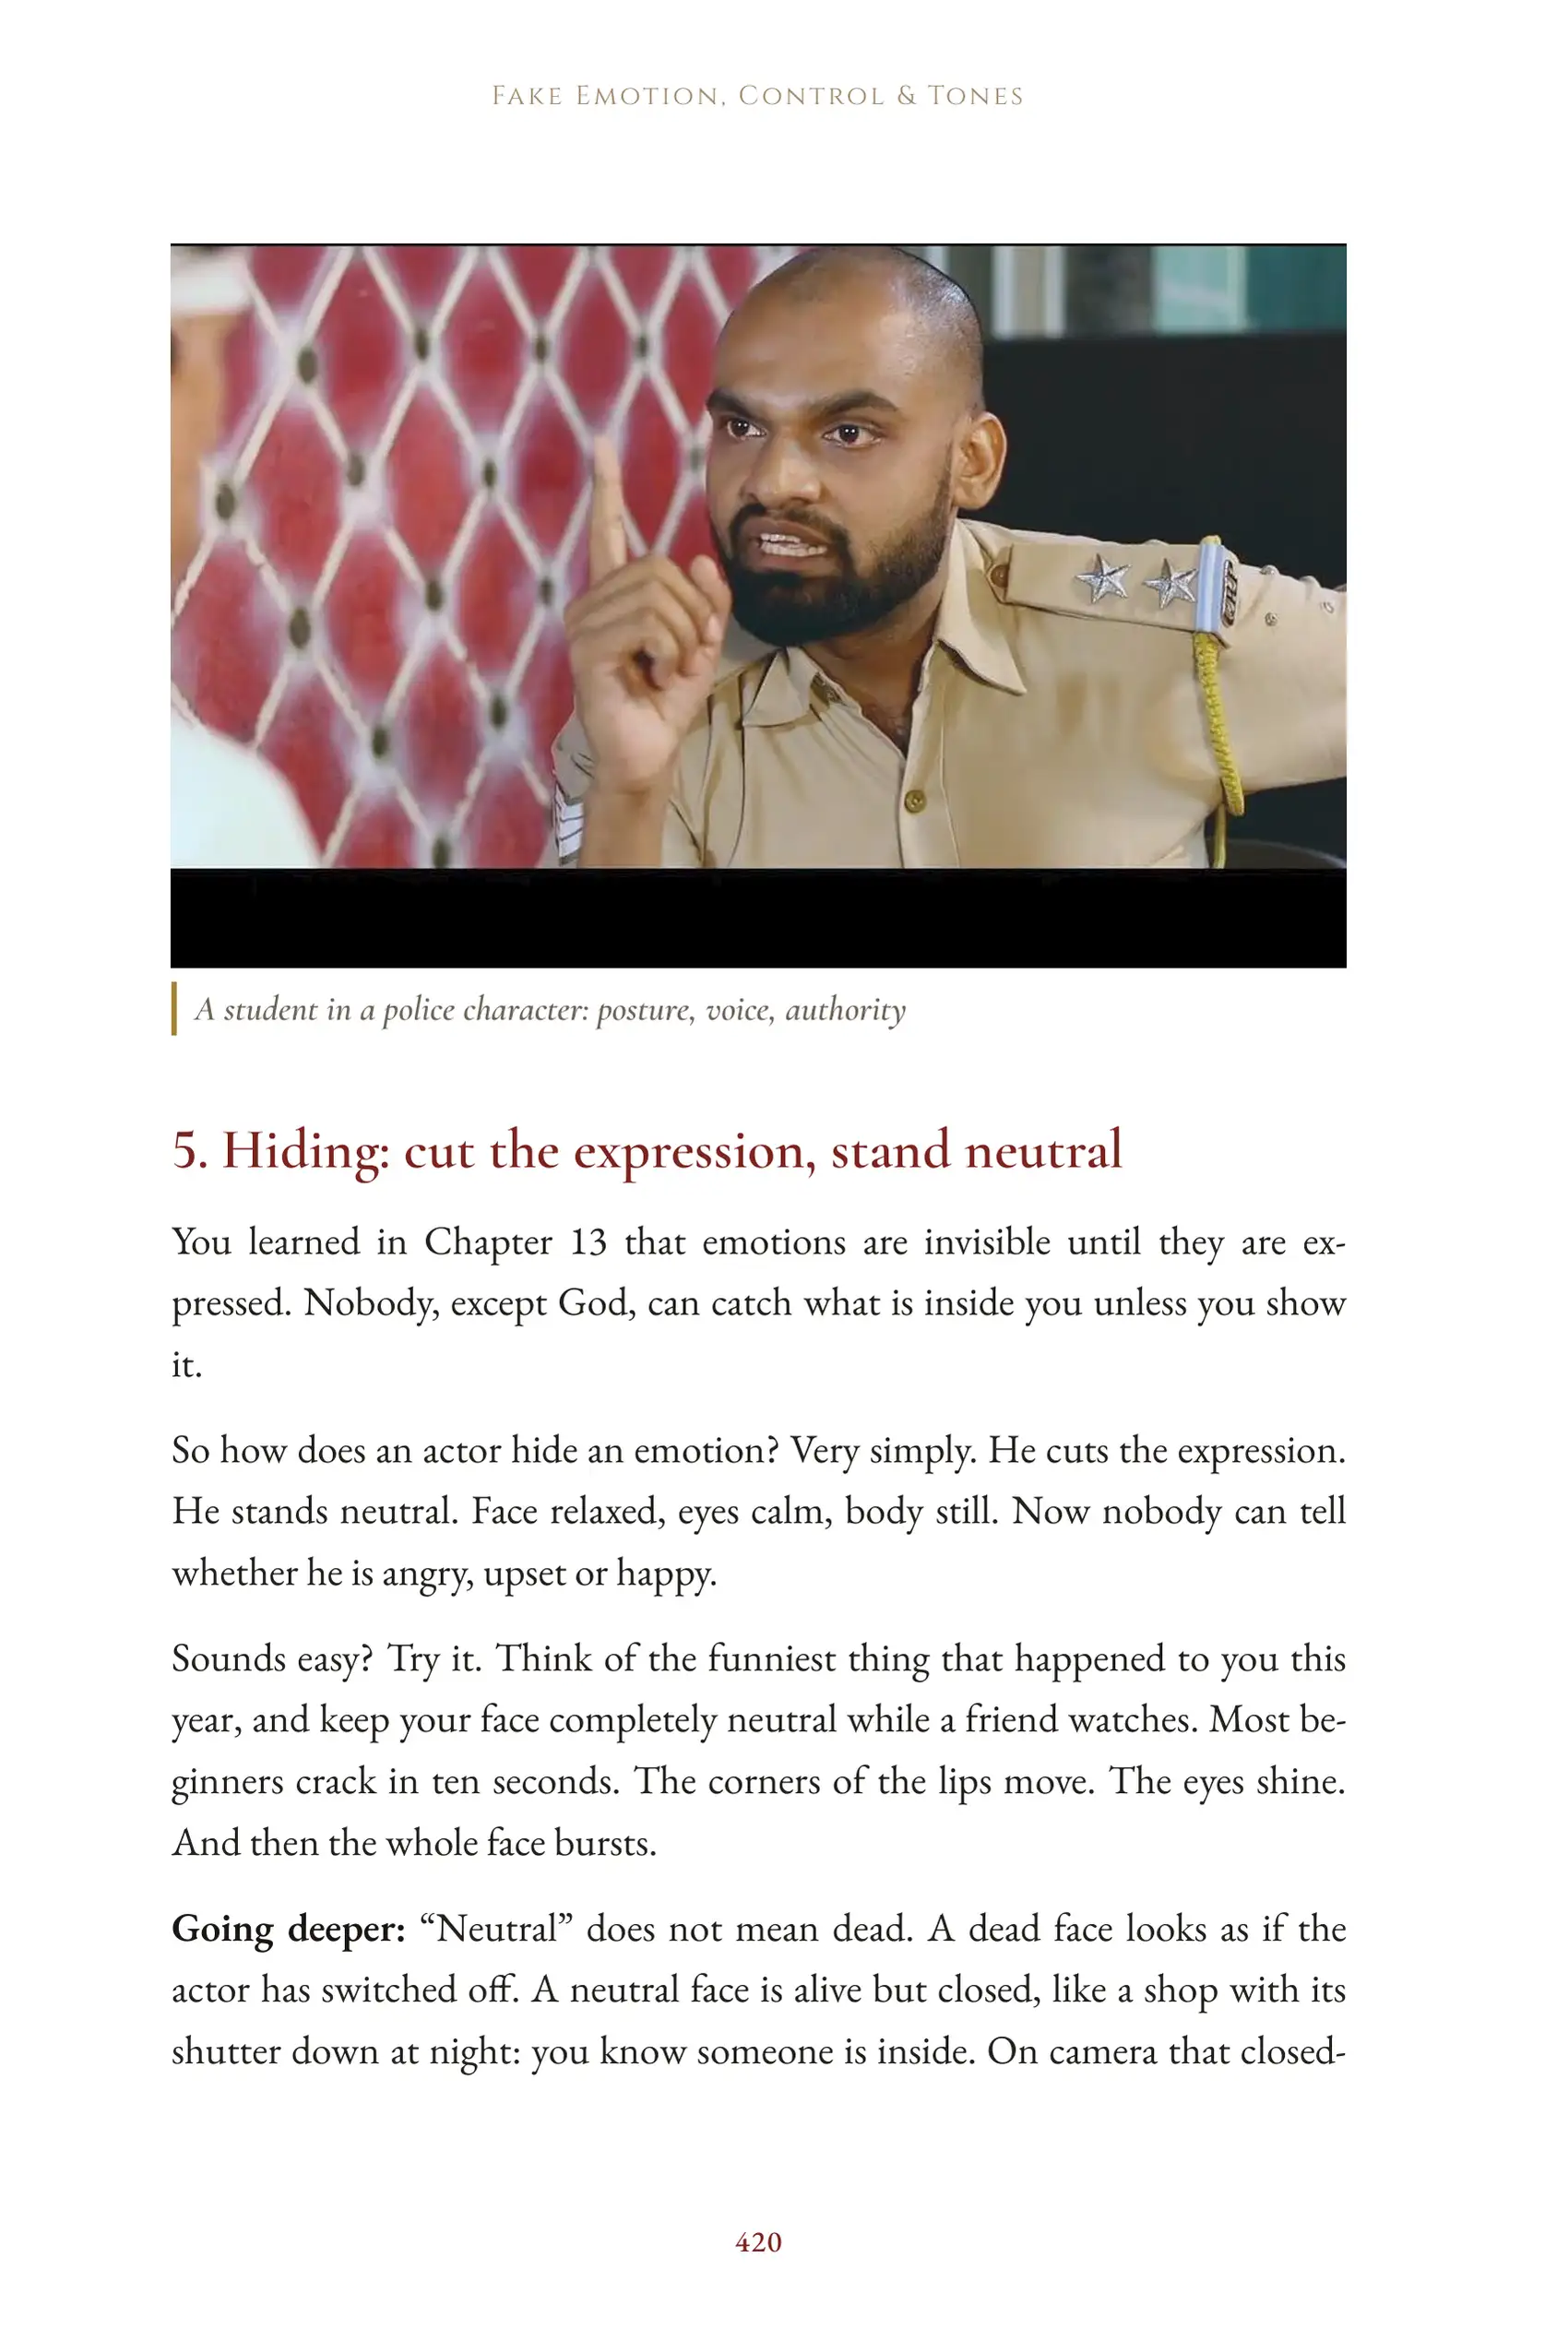 FAKE EMOTION, CONTROL & TONES
A student in a police character: posture, voice, authority
5. Hiding: cut the expression, stand neutral
You learned in Chapter 13 that emotions are invisible until they are ex-
pressed. Nobody, except God, can catch what is inside you unless you show
it.
So how does an actor hide an emotion? Very simply. He cuts the expression.
He stands neutral. Face relaxed, eyes calm, body still. Now nobody can tell
whether he is angry, upset or happy.
Sounds easy? Try it. Think of the funniest thing that happened to you this
year, and keep your face completely neutral while a friend watches. Most be-
ginners crack in ten seconds. The corners of the lips move. The eyes shine.
And then the whole face bursts.
Going deeper: “Neutral” does not mean dead. A dead face looks as if the
actor has switched off. A neutral face is alive but closed, like a shop with its
shutter down at night: you know someone is inside. On camera that closed-
420